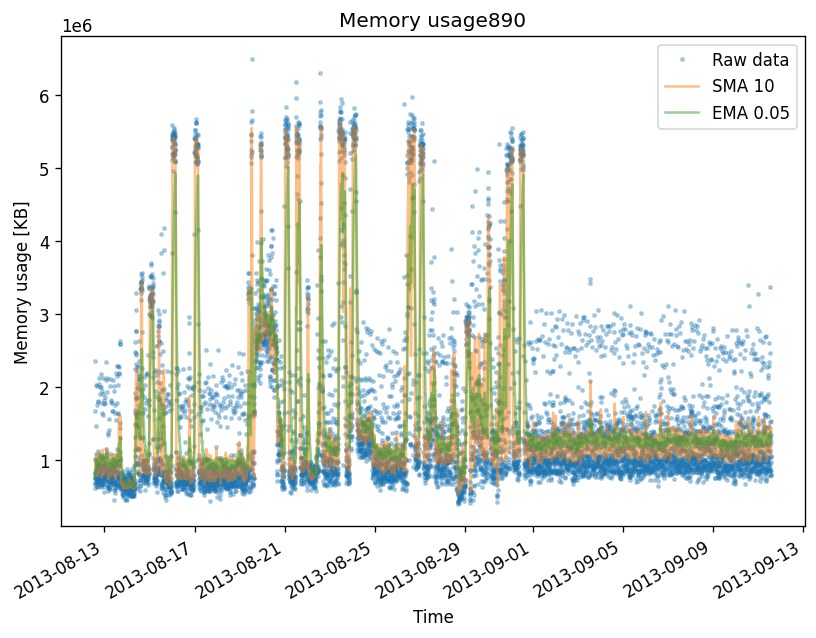 Memory usage890
1e6
Raw data
SMA 10
EMA 0.05
6
5
4
3
2
1
Memory usage [KB]
2013-08-13
2013-08-17
2013-08-21
2013-08-25
2013-08-29
2013-09-01
2013-09-05
2013-09-09
2013-09-13
Time